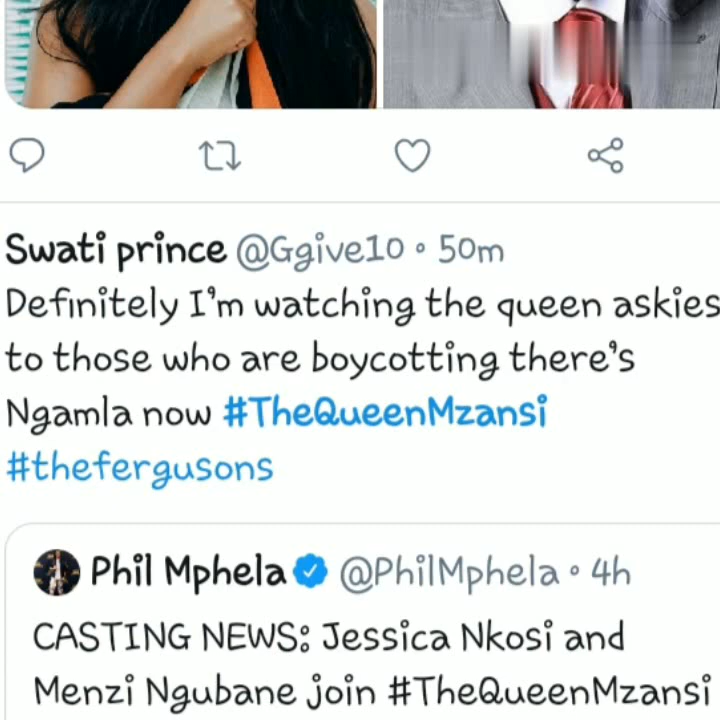 Swati prince @Ggive10 • 50m
Definitely I'm watching the queen askies
to those who are boycotting there's
Ngamla now #TheQueenMzansi
#thefergusons
Phil Mphela @PhilMphela • 4h
CASTING NEWS: Jessica Nkosi and
Menzi Ngubane join #TheQueenMzansi